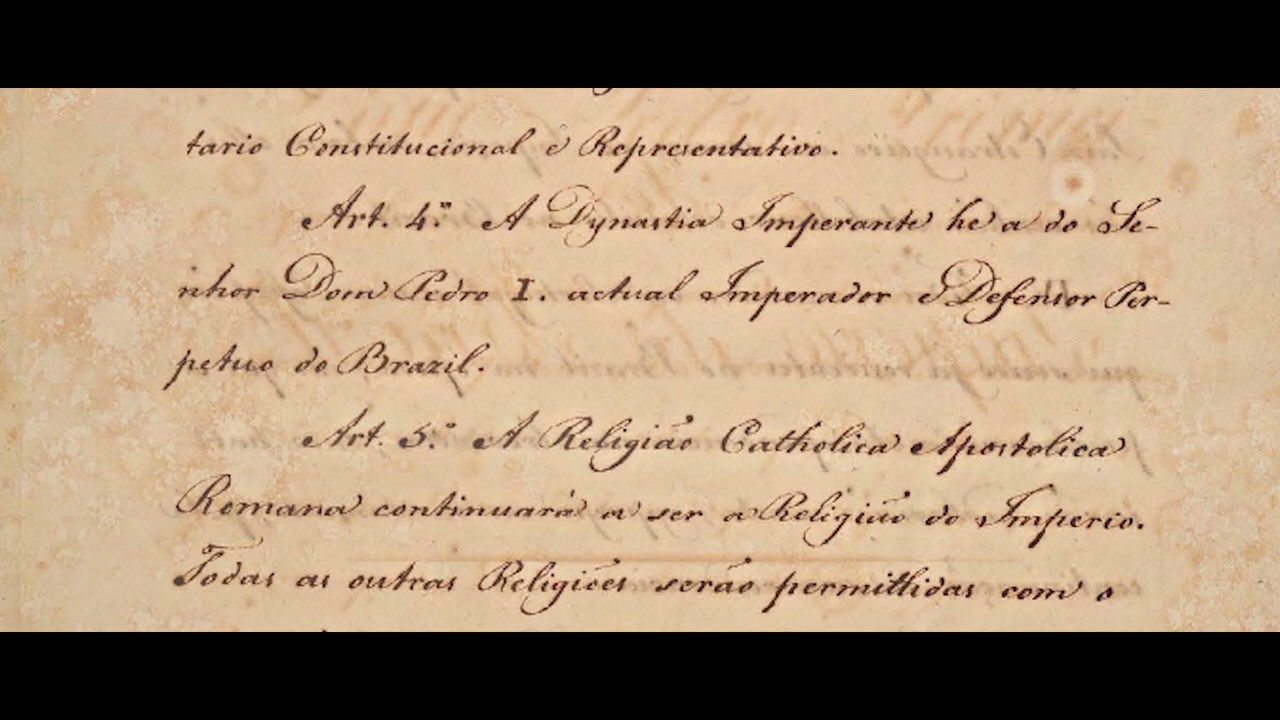 tario Constitucional e Representativo.
Art. 4.º A Dynastia Imperante he a do Se-
nhor Dom Pedro I. actual Imperador e Defensor Per-
petuo do Brazil.
Art. 5.º A Religião Catholica Apostolica
Romana continuará a ser a Religião do Imperio.
Todas as outras Religiões serão permittidas com o